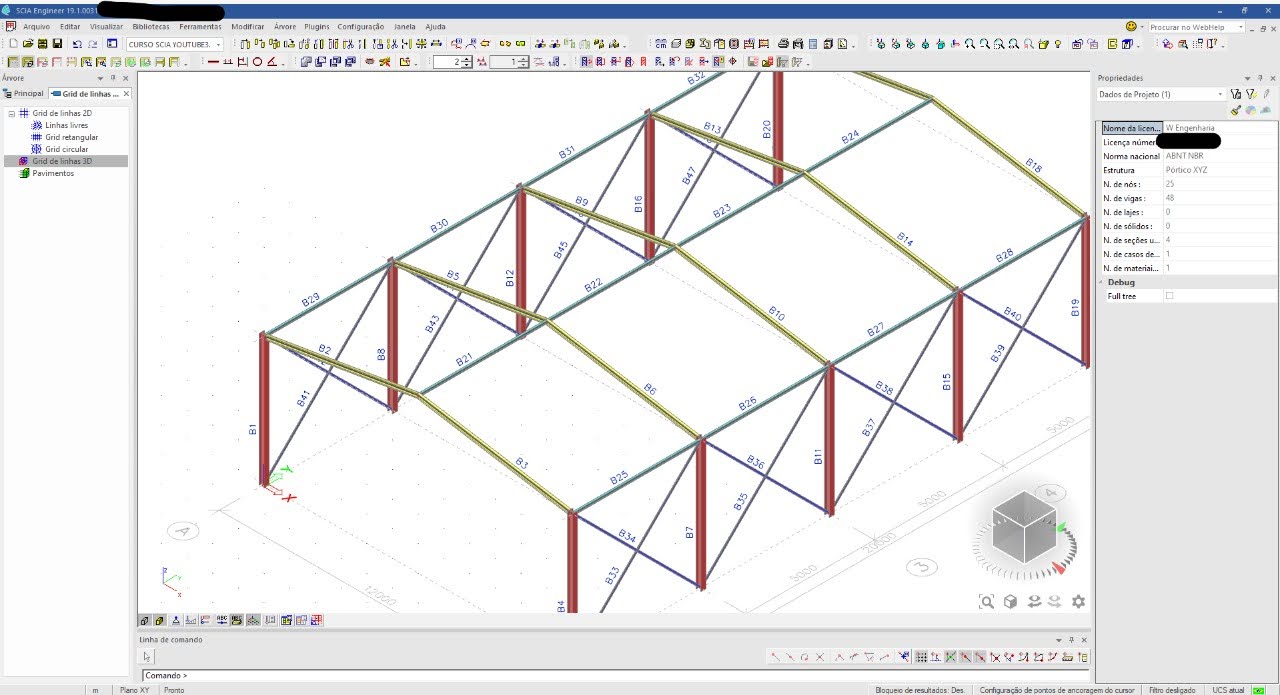 SCIA Engineer 19.1.0031
Arquivo Editar Visualizar Bibliotecas Ferramentas Modificar Árvore Plugins Configuração Janela Ajuda
Procurar no WebHelp
CURSO SCIA YOUTUBE3.
2
1
Árvore
Principal
Grid de linhas ...
Grid de linhas 2D
Linhas livres
Grid retangular
Grid circular
Grid de linhas 3D
Pavimentos
B32
B13
B20
B24
B18
B31
B47
B16
B9
B23
B30
B45
B14
B28
B5
B12
B22
B29
B43
B10
B40
B19
B2
B8
B21
B27
B39
B41
B6
B15
B38
B1
B26
B37
B3
B11
B36
B25
B35
B7
B34
B33
B4
X
Y
A
3
4
12000
5000
20000
5000
5000
Propriedades
Dados de Projeto (1)
Nome da licen... W Engenharia
Licença númer
Norma nacional ABNT NBR
Estrutura Pórtico XYZ
N. de nós : 25
N. de vigas : 48
N. de lajes : 0
N. de sólidos : 0
N. de seções u... 4
N. de casos de... 1
N. de materiai... 1
Debug
Full tree
Linha de comando
Comando >
m Plano XY Pronto
Bloqueio de resultados: Des. Configuração de pontos de ancoragem do cursor Filtro desligado UCS atual